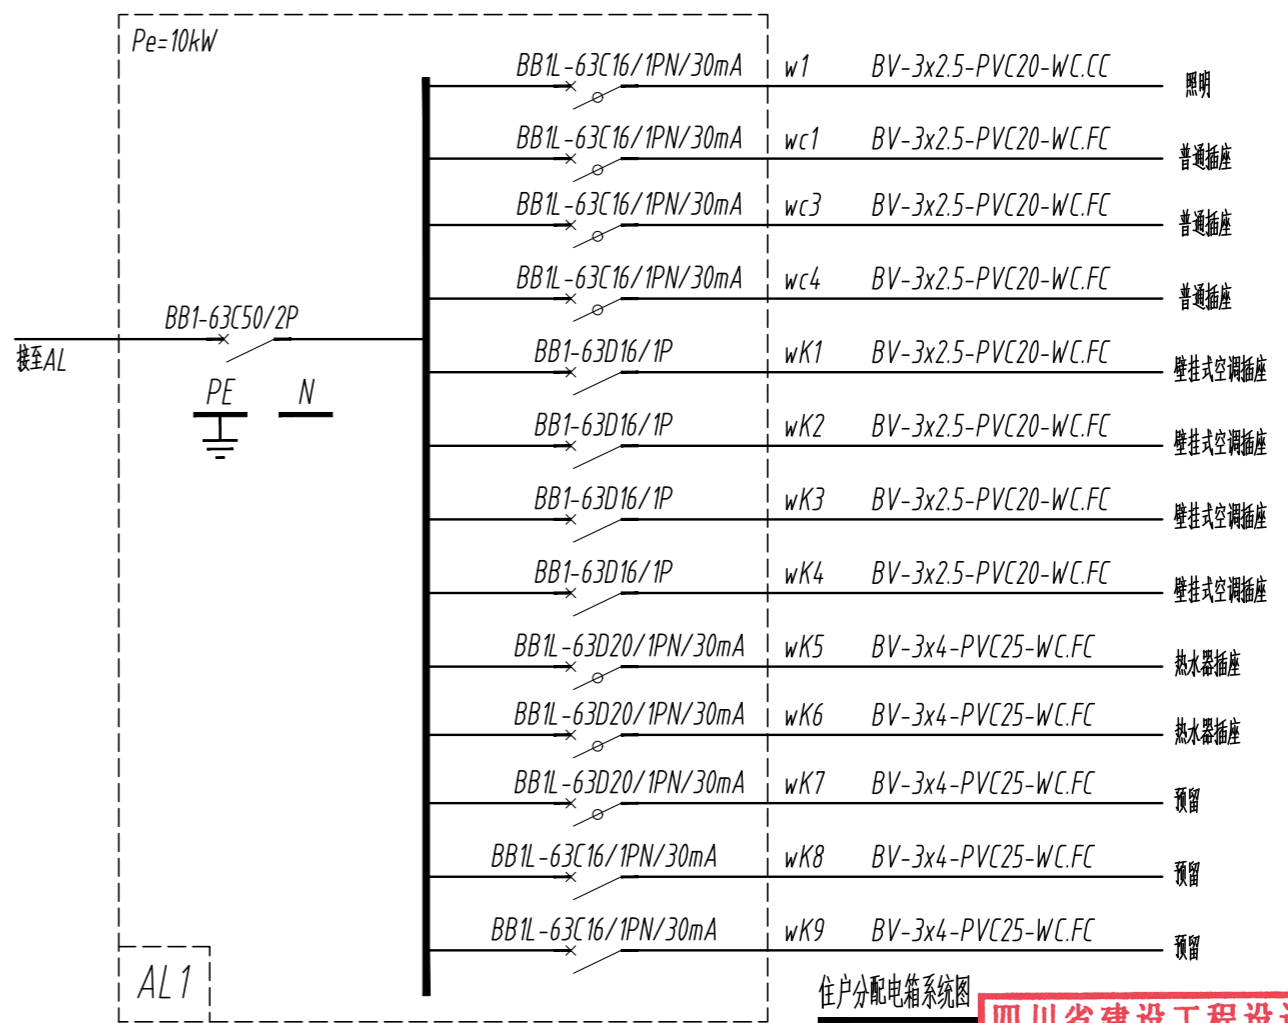 Pe=10kW
BB1L-63C16/1PN/30mA w1 BV-3x2.5-PVC20-WC.CC 照明
BB1L-63C16/1PN/30mA wc1 BV-3x2.5-PVC20-WC.FC 普通插座
BB1L-63C16/1PN/30mA wc3 BV-3x2.5-PVC20-WC.FC 普通插座
BB1L-63C16/1PN/30mA wc4 BV-3x2.5-PVC20-WC.FC 普通插座
BB1-63C50/2P
接至AL
PE N
BB1-63D16/1P wK1 BV-3x2.5-PVC20-WC.FC 壁挂式空调插座
BB1-63D16/1P wK2 BV-3x2.5-PVC20-WC.FC 壁挂式空调插座
BB1-63D16/1P wK3 BV-3x2.5-PVC20-WC.FC 壁挂式空调插座
BB1-63D16/1P wK4 BV-3x2.5-PVC20-WC.FC 壁挂式空调插座
BB1L-63D20/1PN/30mA wK5 BV-3x4-PVC25-WC.FC 热水器插座
BB1L-63D20/1PN/30mA wK6 BV-3x4-PVC25-WC.FC 热水器插座
BB1L-63D20/1PN/30mA wK7 BV-3x4-PVC25-WC.FC 预留
BB1L-63C16/1PN/30mA wK8 BV-3x4-PVC25-WC.FC 预留
BB1L-63C16/1PN/30mA wK9 BV-3x4-PVC25-WC.FC 预留
AL1
住户分配电箱系统图
四川省建设工程设